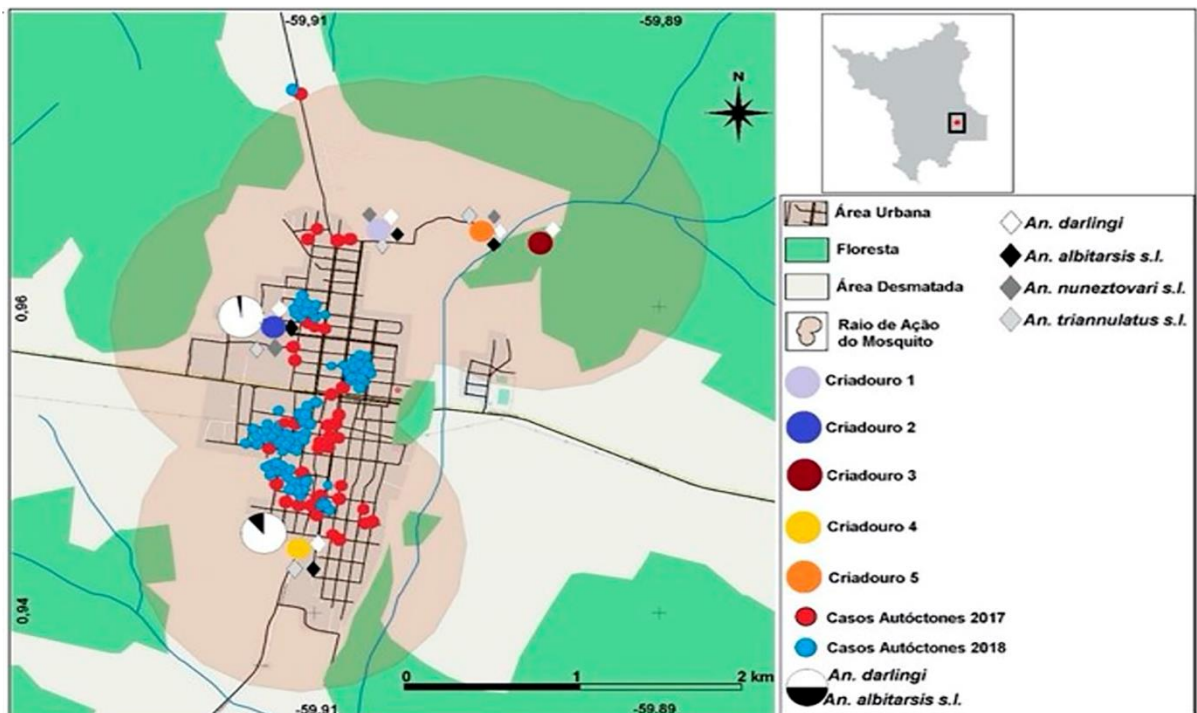 -59,91
-59,89
N
0,96
0,94
0
1
2 km
-59,91
-59,89
Área Urbana
Floresta
Área Desmatada
Raio de Ação
do Mosquito
Criadouro 1
Criadouro 2
Criadouro 3
Criadouro 4
Criadouro 5
Casos Autóctones 2017
Casos Autóctones 2018
An. darlingi
An. albitarsis s.l.
An. darlingi
An. albitarsis s.l.
An. nuneztovari s.l.
An. triannulatus s.l.